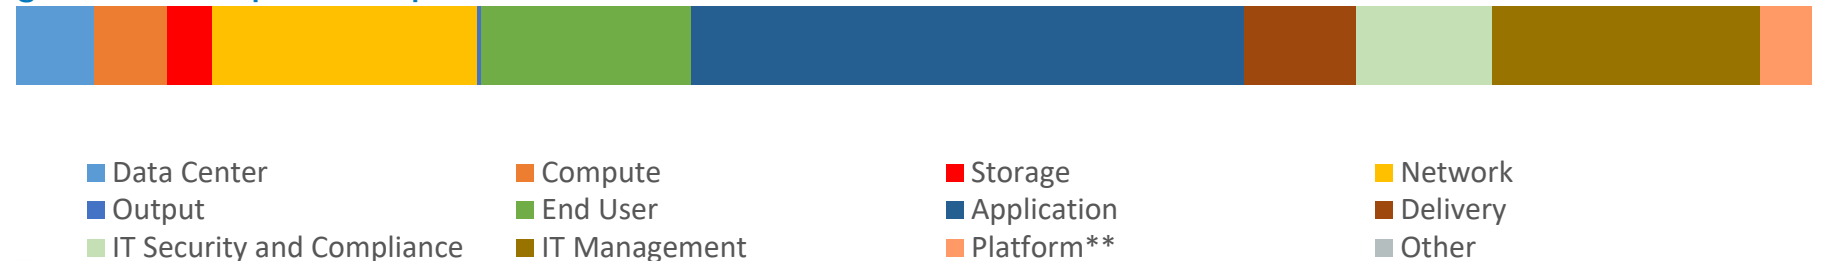 Data Center Compute Storage Network
Output End User Application Delivery
IT Security and Compliance IT Management Platform** Other